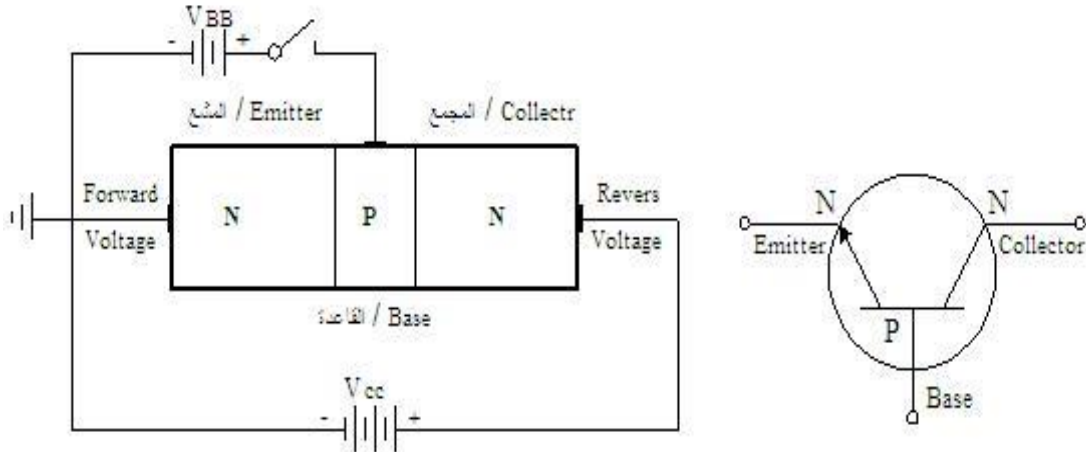 VBB
- +
المشع / Emitter
المجمع / Collectr
Forward
Voltage
N
P
N
Revers
Voltage
القاعدة / Base
Vcc
- +
N
N
Emitter
Collector
P
Base